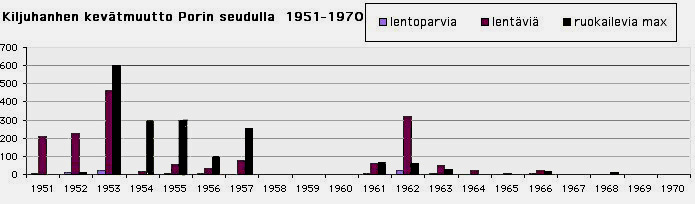 Kiljuhanhen kevätmuutto Porin seudulla 1951-1970
lentoparvia lentäviä ruokailevia max
700
600
500
400
300
200
100
0
1951 1952 1953 1954 1955 1956 1957 1958 1959 1960 1961 1962 1963 1964 1965 1966 1967 1968 1969 1970